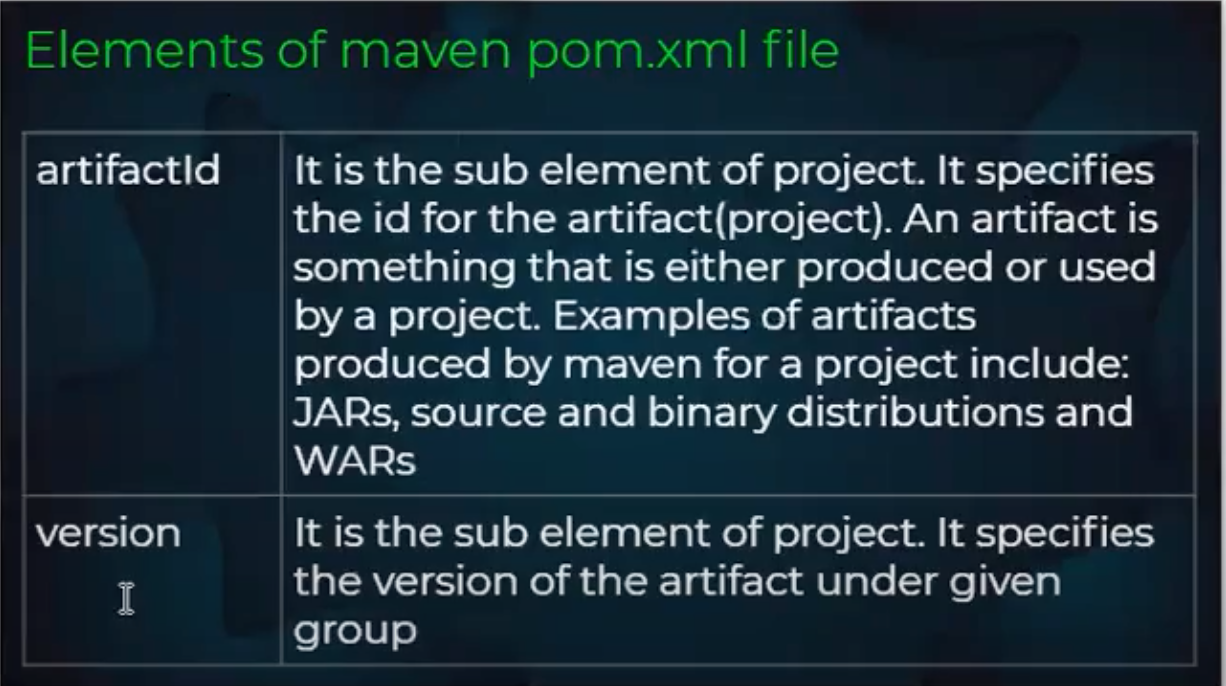 Elements of maven pom.xml file
artifactId
It is the sub element of project. It specifies
the id for the artifact(project). An artifact is
something that is either produced or used
by a project. Examples of artifacts
produced by maven for a project include:
JARs, source and binary distributions and
WARs
version
It is the sub element of project. It specifies
the version of the artifact under given
group